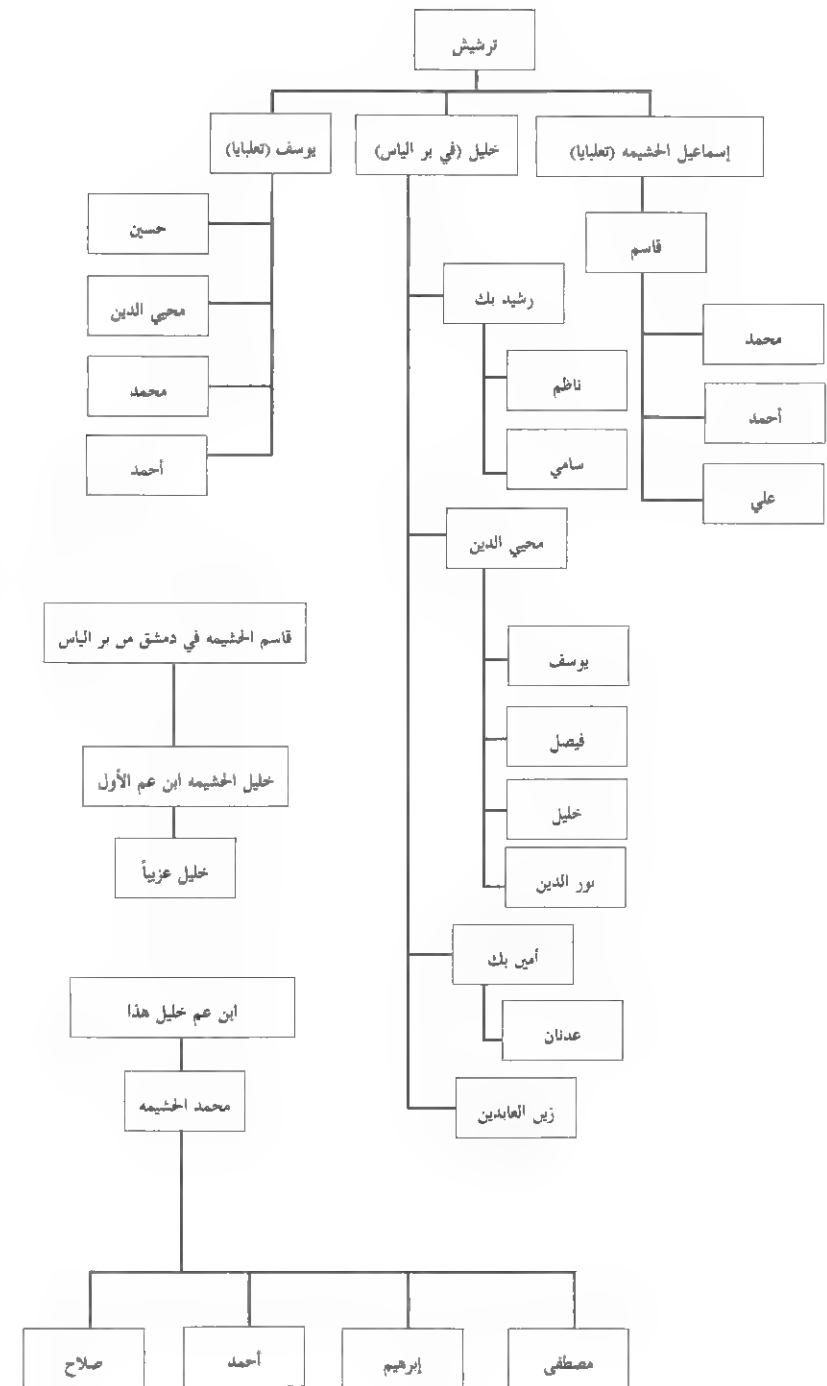 ترشيش
إسماعيل الحشيمه (تعلبايا)
خليل (في بر الياس)
يوسف (تعلبايا)
قاسم
محمد
أحمد
علي
رشيد بك
ناظم
سامي
محيي الدين
يوسف
فيصل
خليل
نور الدين
أمين بك
عدنان
زين العابدين
حسين
محيي الدين
محمد
أحمد
قاسم الحشيمه في دمشق من بر الياس
خليل الحشيمه ابن عم الأول
خليل عزيباً
ابن عم خليل هذا
محمد الحشيمه
مصطفى
إبرهيم
أحمد
صلاح